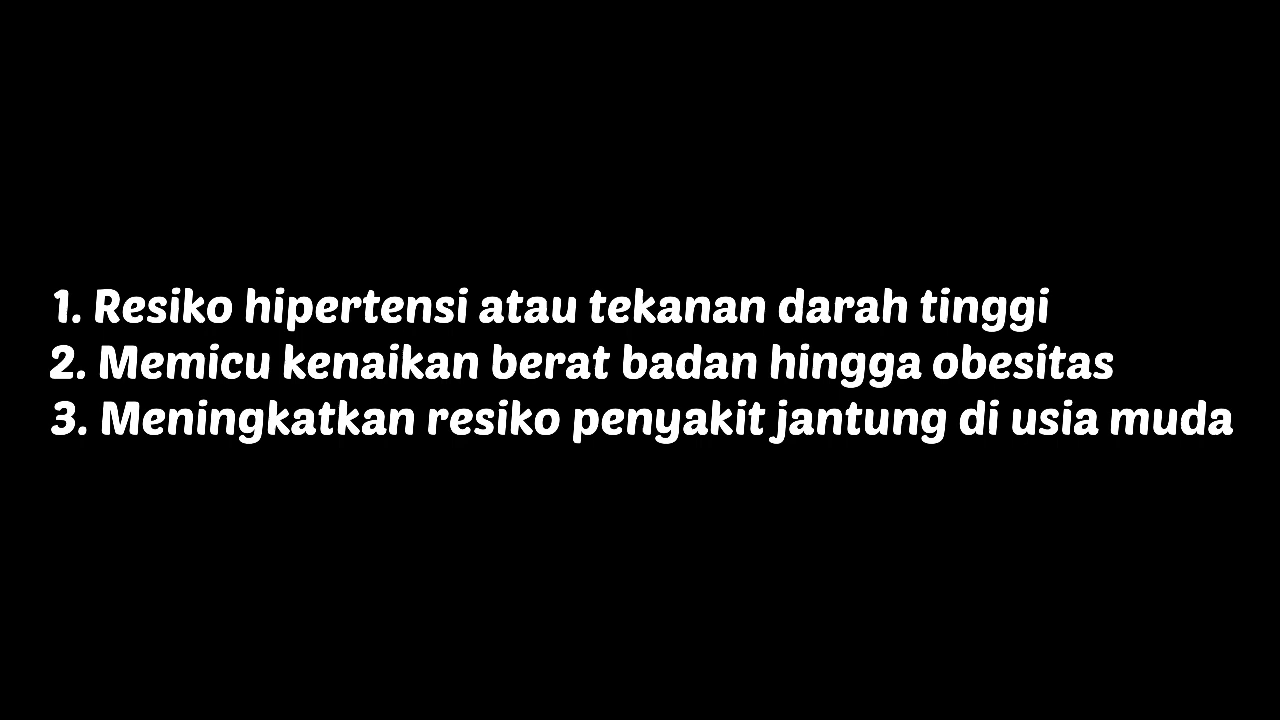 1. Resiko hipertensi atau tekanan darah tinggi
2. Memicu kenaikan berat badan hingga obesitas
3. Meningkatkan resiko penyakit jantung di usia muda